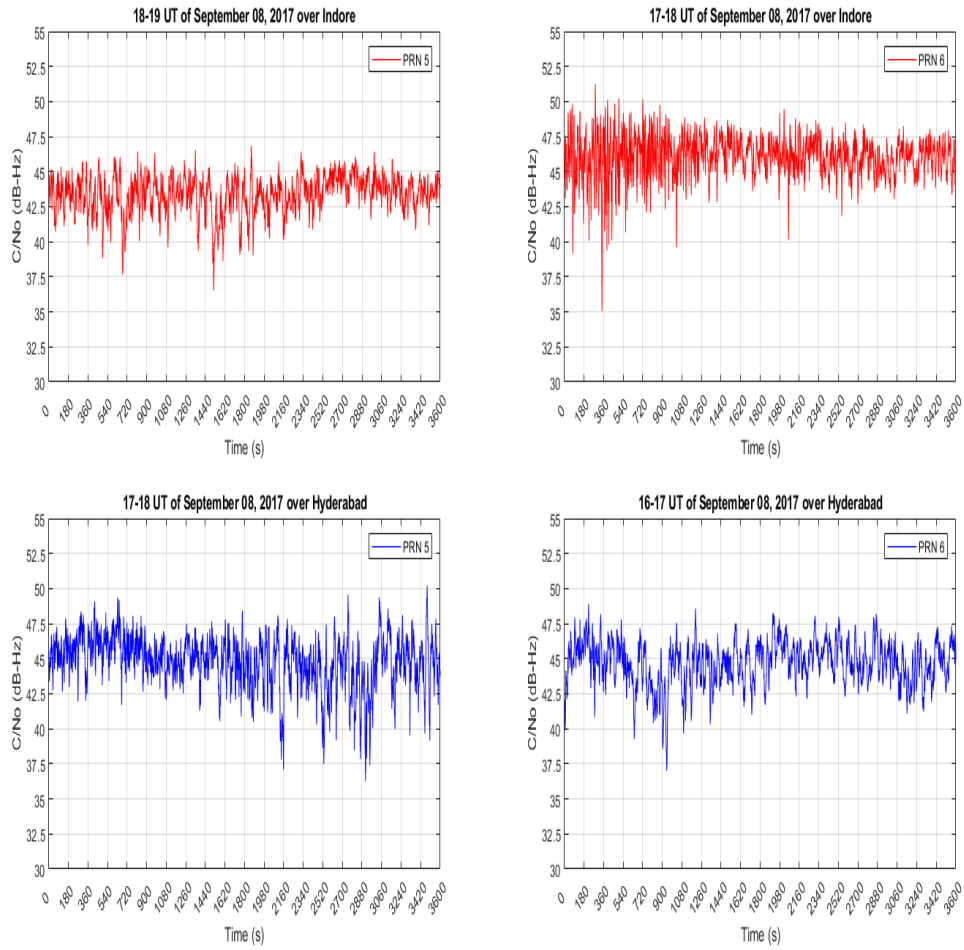 18-19 UT of September 08, 2017 over Indore
55
52.5
50
47.5
45
42.5
40
37.5
35
32.5
30
C/No (dB-Hz)
PRN 5
0 180 360 540 720 900 1080 1260 1440 1620 1800 1980 2160 2340 2520 2700 2880 3060 3240 3420 3600
Time (s)
17-18 UT of September 08, 2017 over Indore
55
52.5
50
47.5
45
42.5
40
37.5
35
32.5
30
C/No (dB-Hz)
PRN 6
0 180 360 540 720 900 1080 1260 1440 1620 1800 1980 2160 2340 2520 2700 2880 3060 3240 3420 3600
Time (s)
17-18 UT of September 08, 2017 over Hyderabad
55
52.5
50
47.5
45
42.5
40
37.5
35
32.5
30
C/No (dB-Hz)
PRN 5
0 180 360 540 720 900 1080 1260 1440 1620 1800 1980 2160 2340 2520 2700 2880 3060 3240 3420 3600
Time (s)
16-17 UT of September 08, 2017 over Hyderabad
55
52.5
50
47.5
45
42.5
40
37.5
35
32.5
30
C/No (dB-Hz)
PRN 6
0 180 360 540 720 900 1080 1260 1440 1620 1800 1980 2160 2340 2520 2700 2880 3060 3240 3420 3600
Time (s)